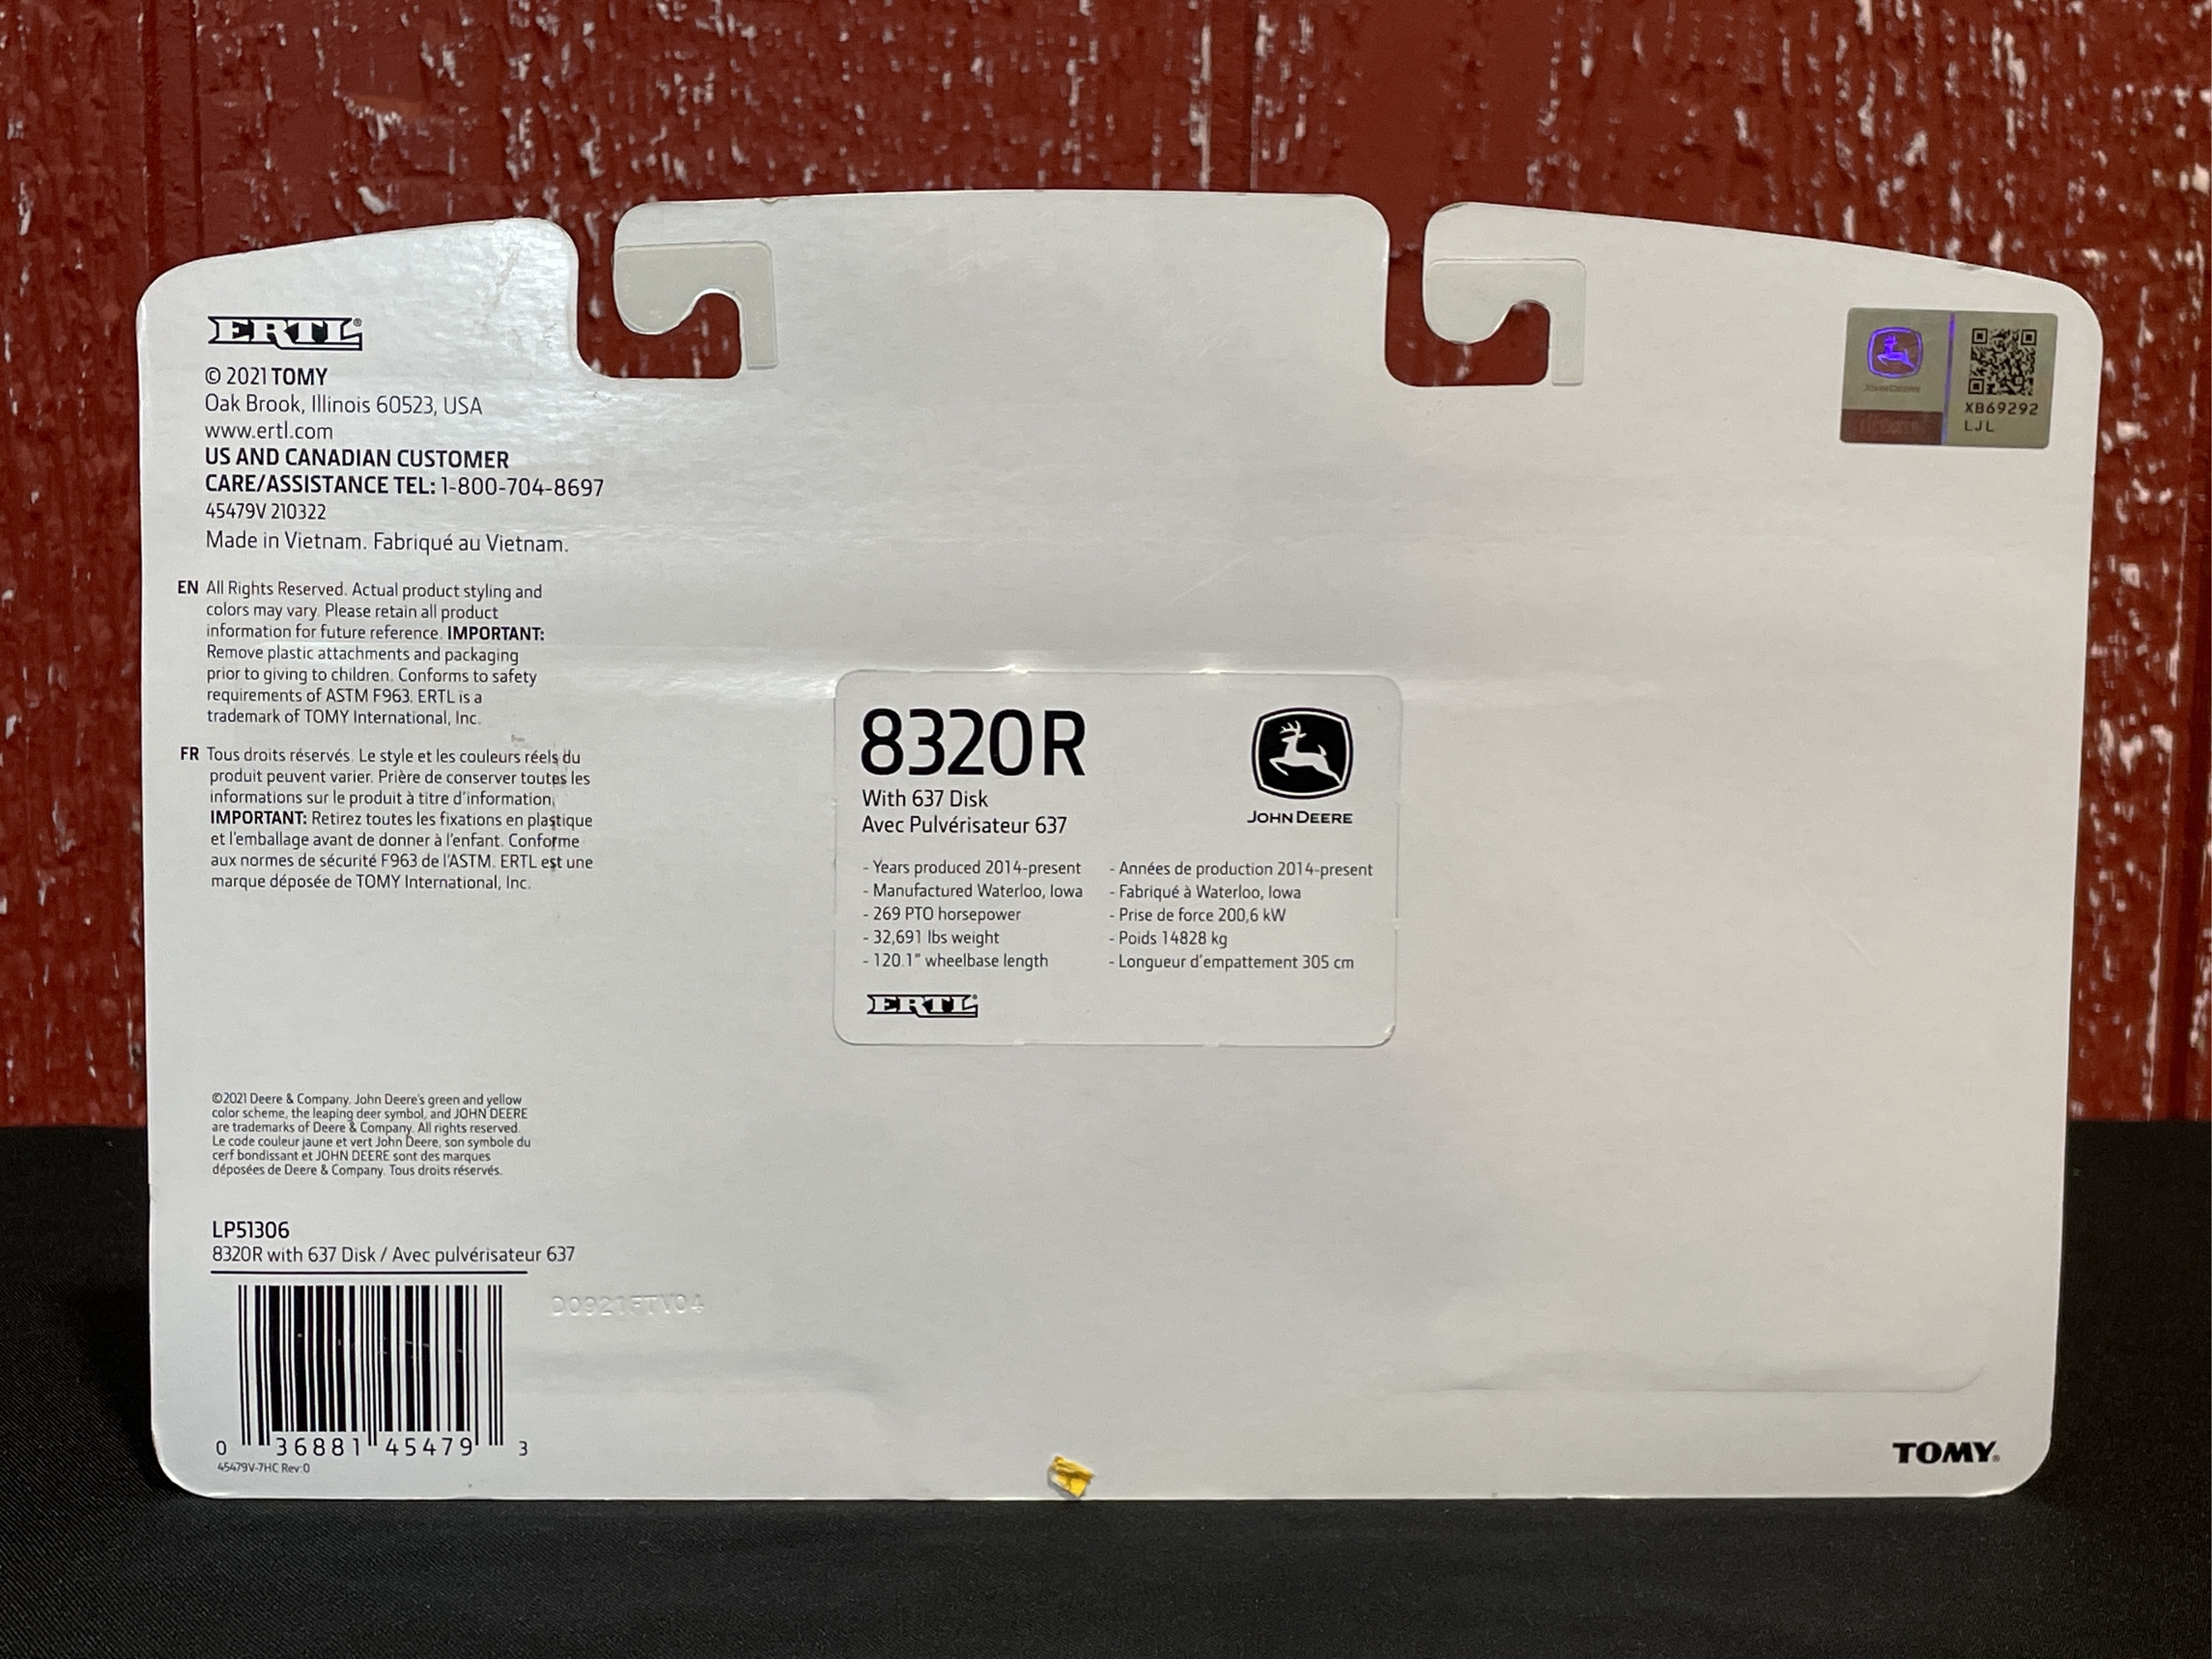 ERTL®
© 2021 TOMY
Oak Brook, Illinois 60523, USA
www.ertl.com
US AND CANADIAN CUSTOMER
CARE/ASSISTANCE TEL: 1-800-704-8697
45479V 210322
Made in Vietnam. Fabriqué au Vietnam.
EN All Rights Reserved. Actual product styling and
colors may vary. Please retain all product
information for future reference. IMPORTANT:
Remove plastic attachments and packaging
prior to giving to children. Conforms to safety
requirements of ASTM F963. ERTL is a
trademark of TOMY International, Inc.
FR Tous droits réservés. Le style et les couleurs réels du
produit peuvent varier. Prière de conserver toutes les
informations sur le produit à titre d'information.
IMPORTANT: Retirez toutes les fixations en plastique
et l'emballage avant de donner à l'enfant. Conforme
aux normes de sécurité F963 de l'ASTM. ERTL est une
marque déposée de TOMY International, Inc.
©2021 Deere & Company. John Deere's green and yellow
color scheme, the leaping deer symbol, and JOHN DEERE
are trademarks of Deere & Company. All rights reserved.
Le code couleur jaune et vert John Deere, son symbole du
cerf bondissant et JOHN DEERE sont des marques
déposées de Deere & Company. Tous droits réservés.
LP51306
8320R with 637 Disk / Avec pulvérisateur 637
0 36881 45479 3
45479V-7HC Rev:0
D0921FTV04
8320R
With 637 Disk
Avec Pulvérisateur 637
JOHN DEERE
- Years produced 2014-present
- Manufactured Waterloo, Iowa
- 269 PTO horsepower
- 32,691 lbs weight
- 120.1" wheelbase length
- Années de production 2014-present
- Fabriqué à Waterloo, Iowa
- Prise de force 200,6 kW
- Poids 14828 kg
- Longueur d'empattement 305 cm
ERTL
JOHN DEERE
XB69292
LJL
TOMY®